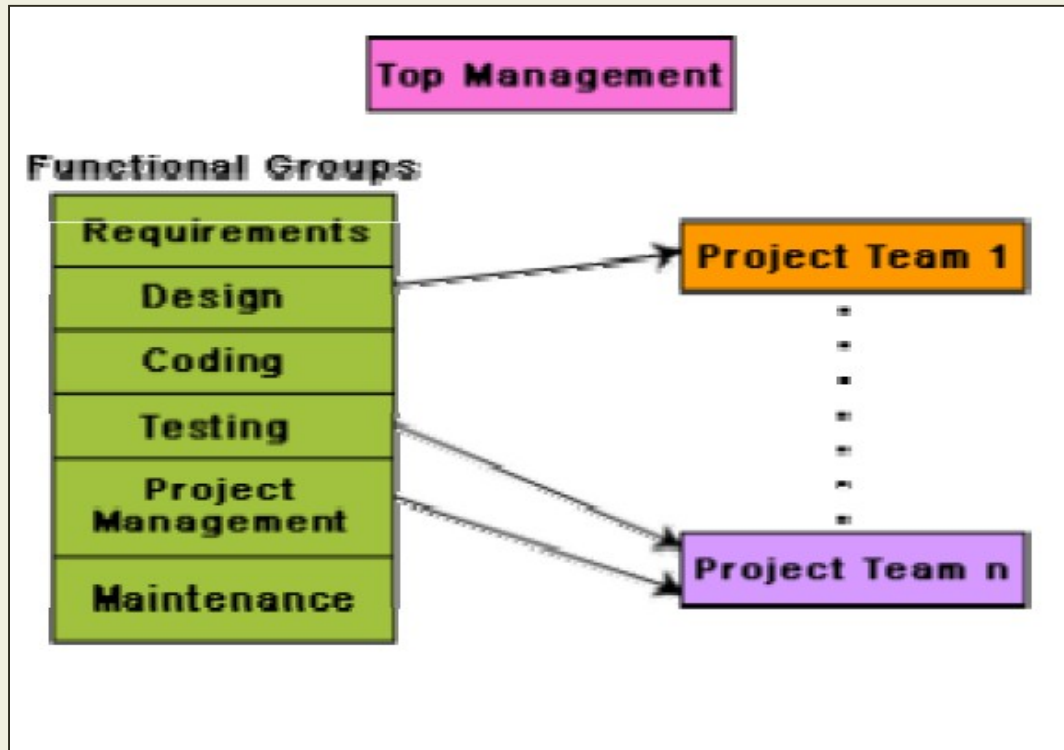 Top Management
Functional Groups
Requirements
Design
Coding
Testing
Project
Management
Maintenance
Project Team 1
Project Team n